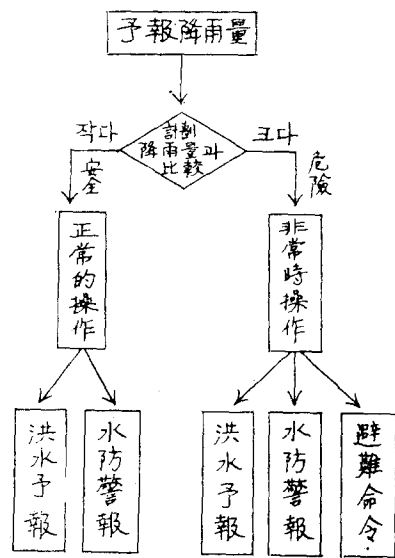 予報降雨量
計劃
降雨量과
比較
작다
安全
크다
危險
正常的操作
非常時操作
洪水予報
水防警報
洪水予報
水防警報
避難命令